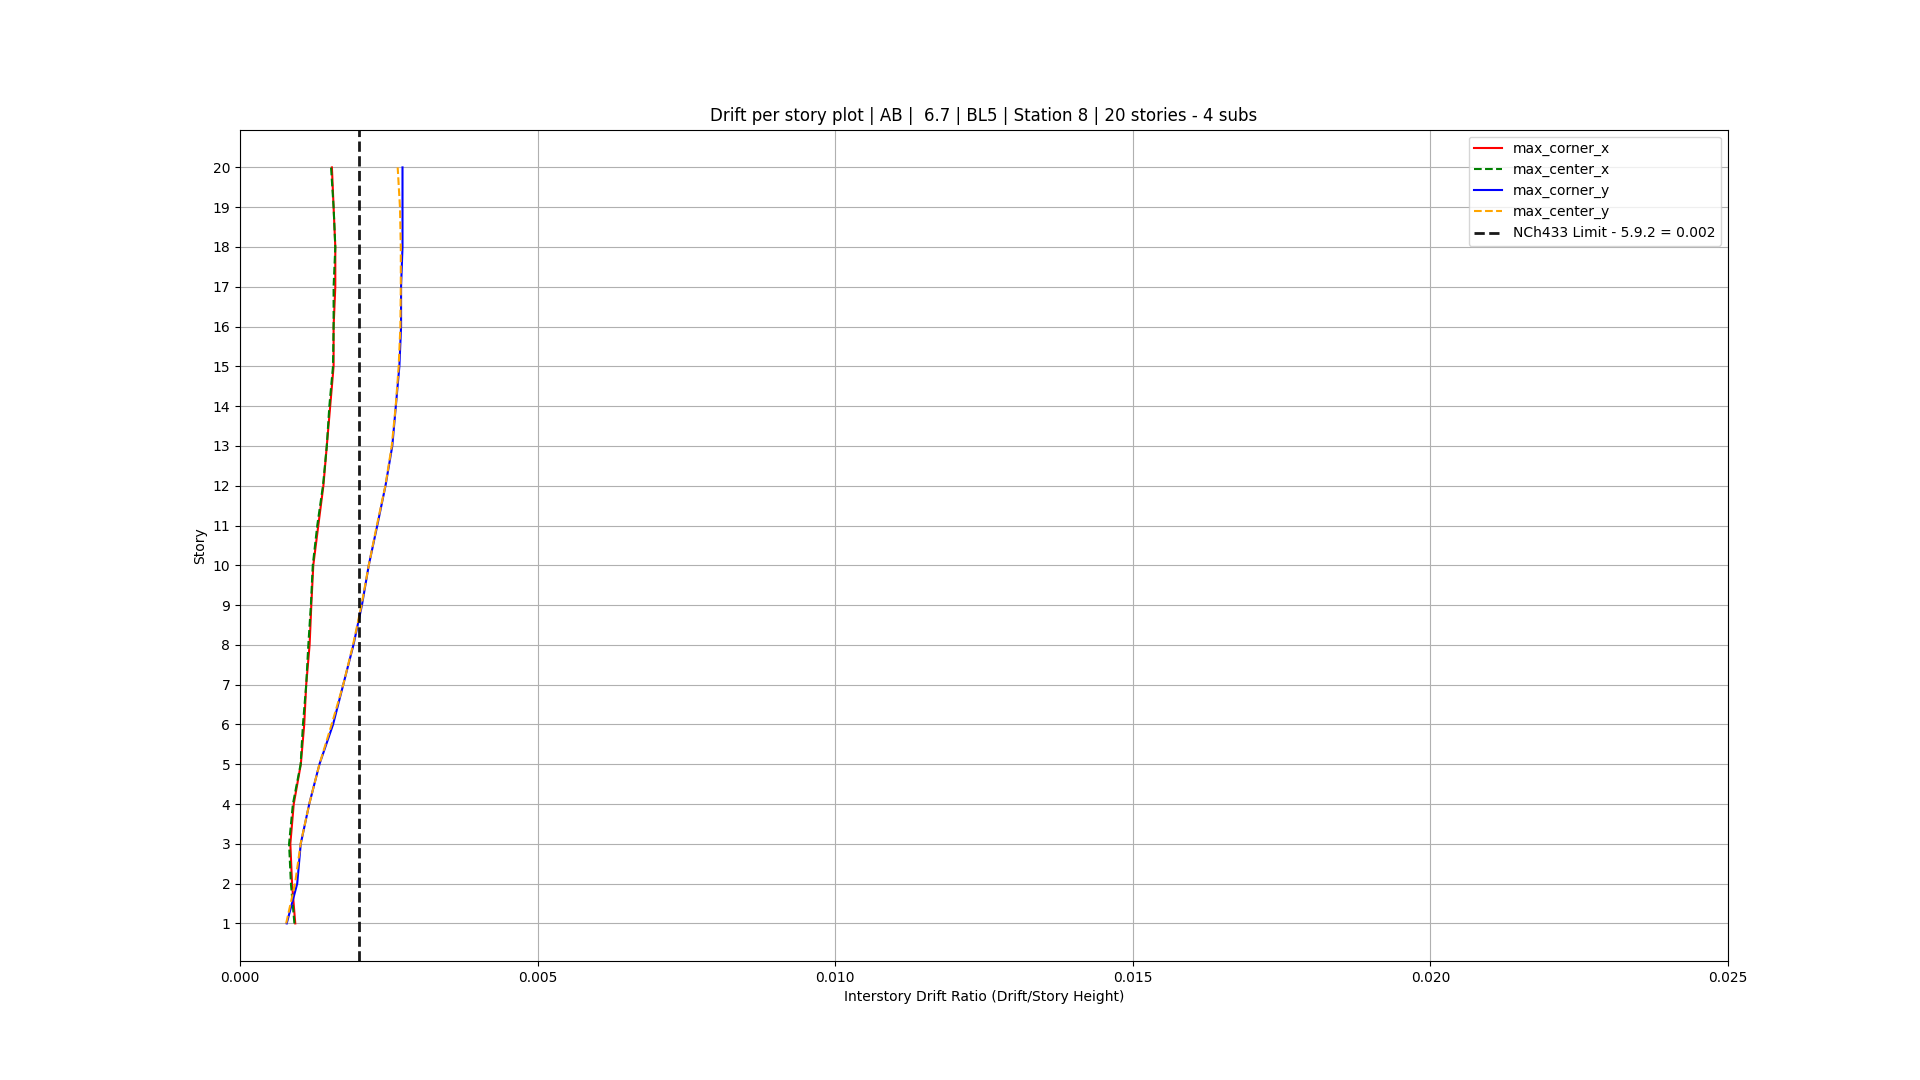 Drift per story plot | AB |  6.7 | BL5 | Station 8 | 20 stories - 4 subs
max_corner_x
max_center_x
max_corner_y
max_center_y
NCh433 Limit - 5.9.2 = 0.002
20
19
18
17
16
15
14
13
12
11
10
9
8
7
6
5
4
3
2
1
Story
0.000 0.005 0.010 0.015 0.020 0.025
Interstory Drift Ratio (Drift/Story Height)